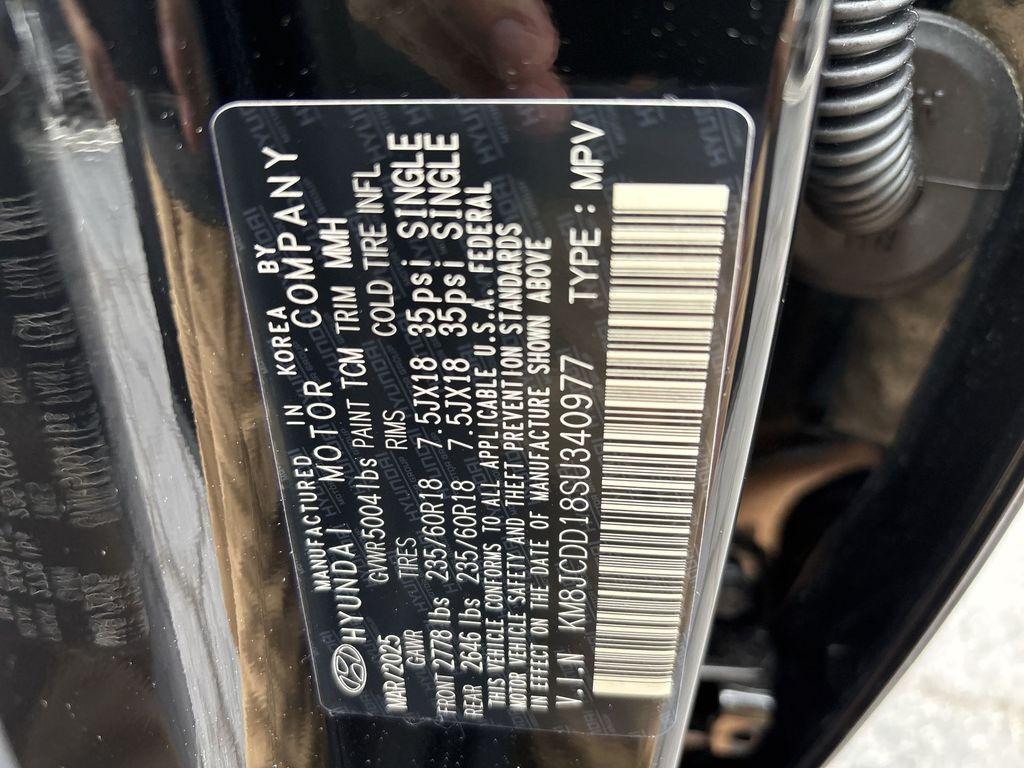 MANUFACTURED IN KOREA BY
HYUNDAI MOTOR COMPANY
MAR/2025 GVWR5004lbs PAINT TCM TRIM MMH
GAWR TIRES RIMS COLD TIRE INFL
FRONT 2778lbs 235/60R18 7.5JX18 35psi SINGLE
REAR 2646lbs 235/60R18 7.5JX18 35psi SINGLE
THIS VEHICLE CONFORMS TO ALL APPLICABLE U.S.A. FEDERAL
MOTOR VEHICLE SAFETY AND THEFT PREVENTION STANDARDS
IN EFFECT ON THE DATE OF MANUFACTURE SHOWN ABOVE
V.I.N KM8JCDD18SU340977 TYPE : MPV